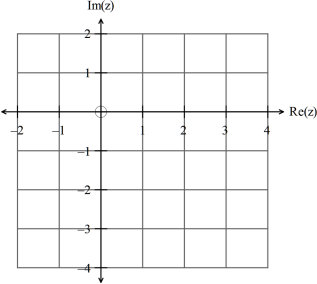 Im(z)
2
1
Re(z)
–2 –1 1 2 3 4
–1
–2
–3
–4